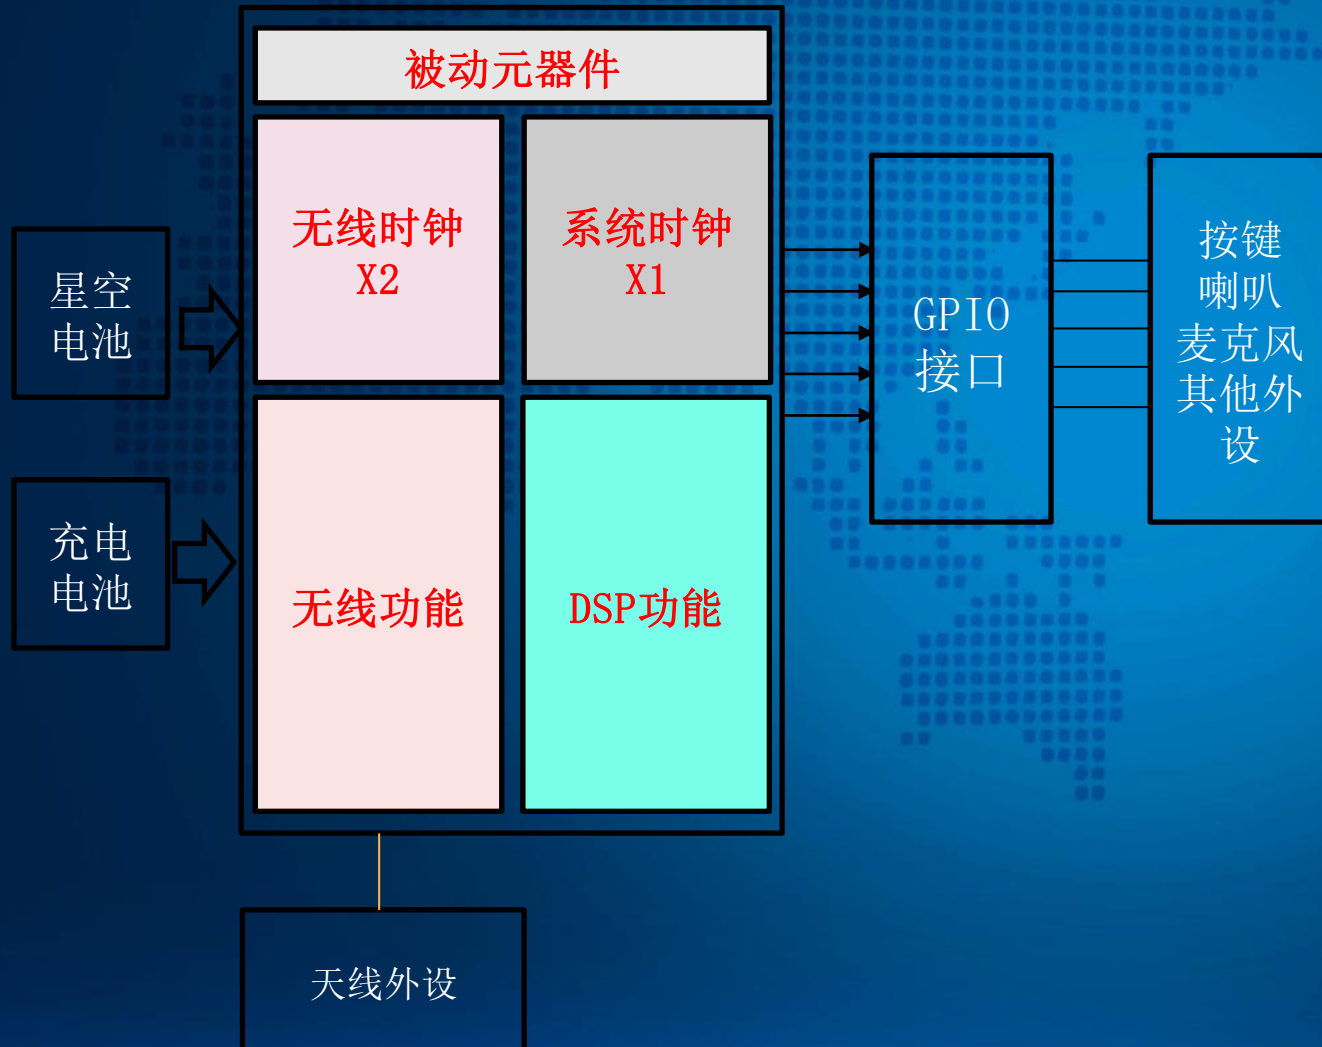 被动元器件
无线时钟
X2
系统时钟
X1
星空
电池
充电
电池
无线功能
DSP功能
GPIO
接口
按键
喇叭
麦克风
其他外
设
天线外设